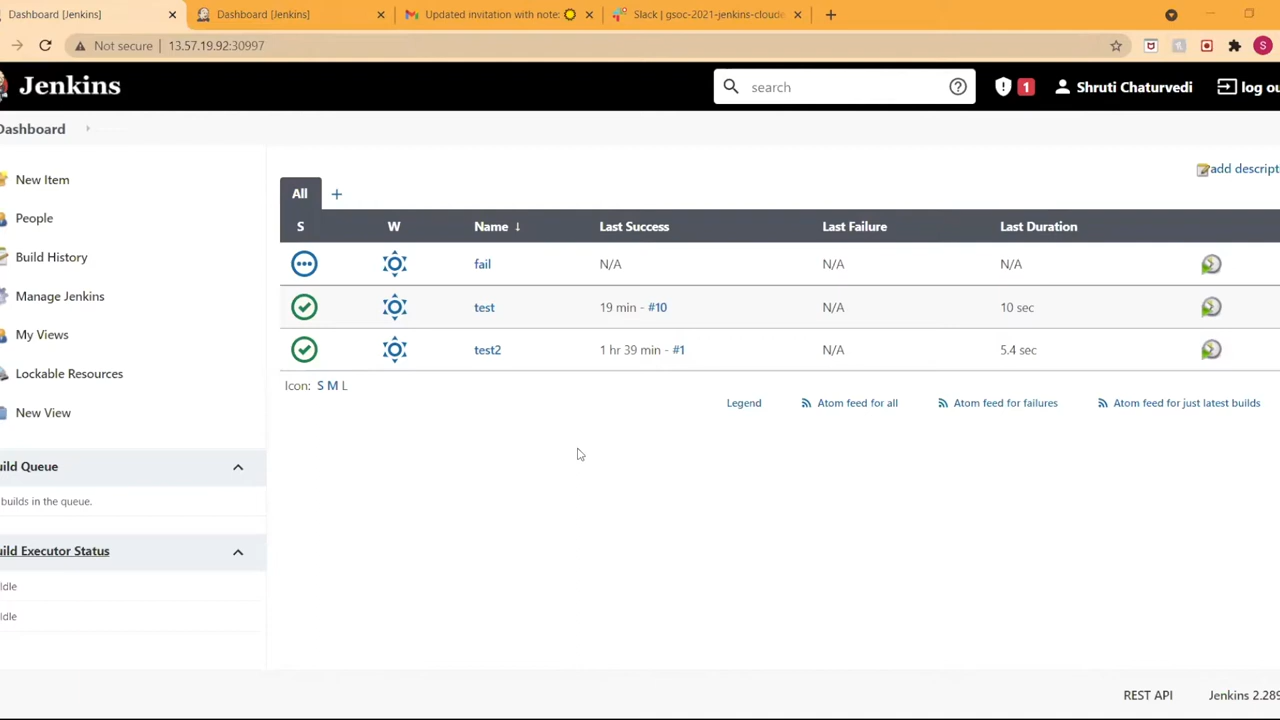 Dashboard [Jenkins]
Dashboard [Jenkins]
Updated invitation with note:
Slack | gsoc-2021-jenkins-cloude
Not secure
13.57.19.92:30997
S
Jenkins
search
1
Shruti Chaturvedi
log ou
Dashboard
New Item
People
Build History
Manage Jenkins
My Views
Lockable Resources
New View
uild Queue
builds in the queue.
uild Executor Status
Idle
Idle
add descript
All
+
S W Name ↓ Last Success Last Failure Last Duration
fail N/A N/A N/A
test 19 min - #10 N/A 10 sec
test2 1 hr 39 min - #1 N/A 5.4 sec
Icon: S M L
Legend Atom feed for all Atom feed for failures Atom feed for just latest builds
REST API Jenkins 2.289